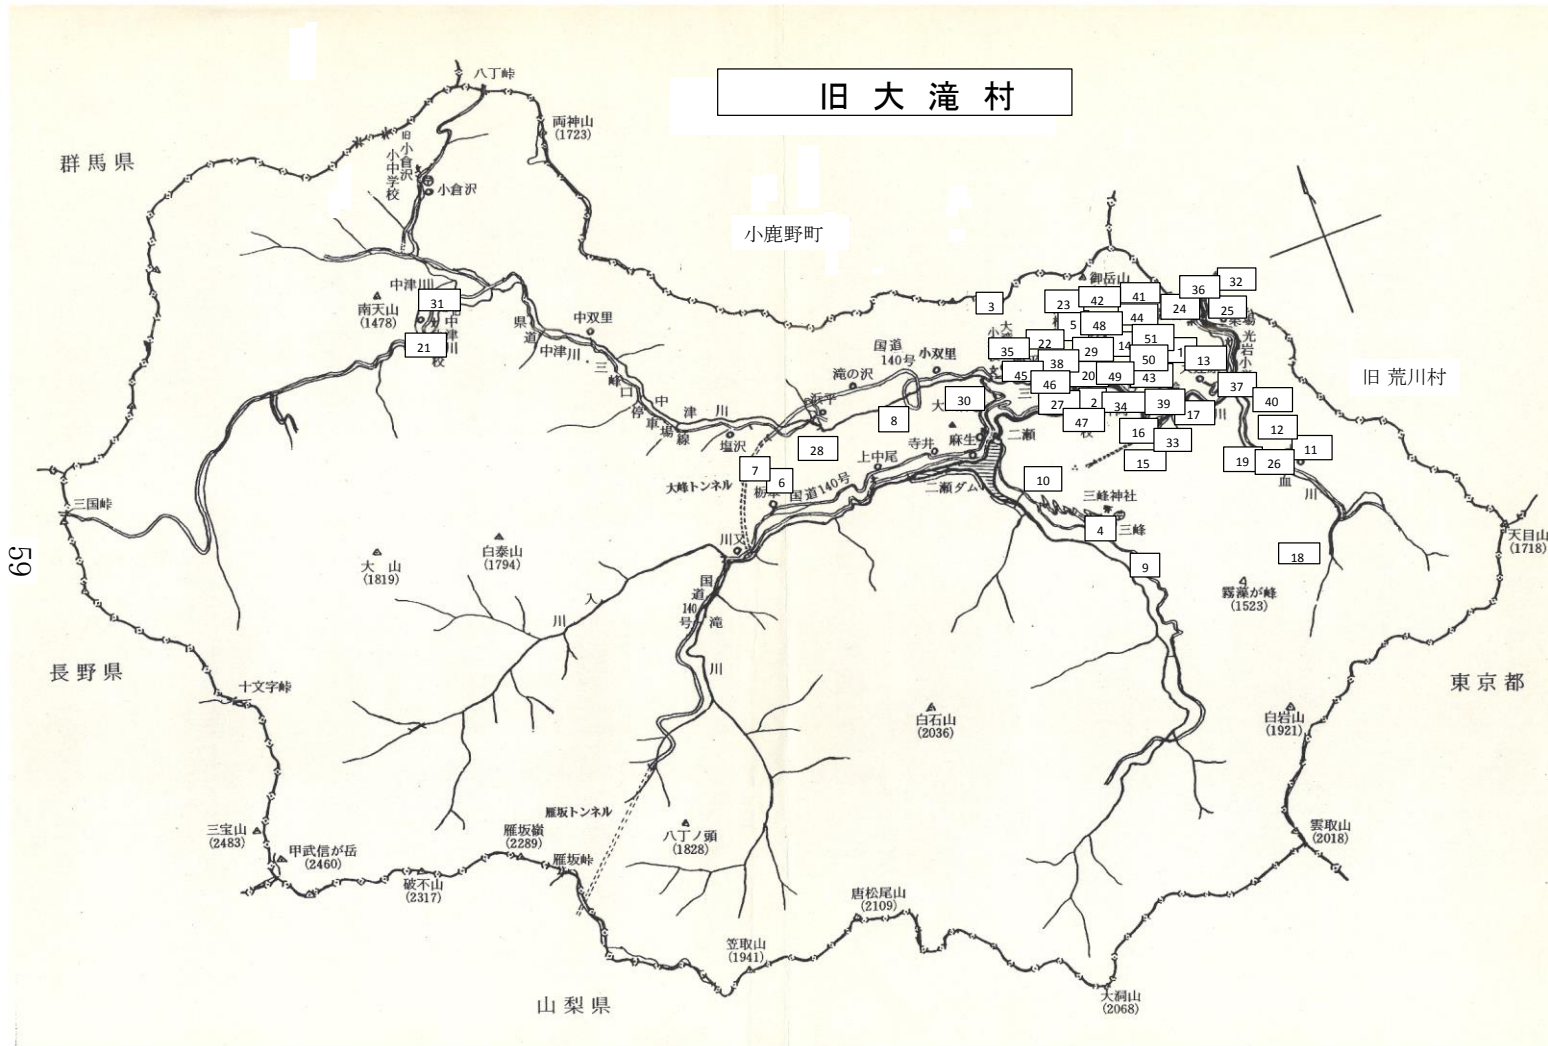 旧大滝村
八丁峠
両神山
(1723)
群馬県
旧小倉沢
小中学校
小倉沢
小鹿野町
御岳山
32
36
41
42
23
3
24
25
44
5
48
中津川
31
南天山
(1478)
中津川
校
21
県道
中双里
中津川
三峰口
停車場線
中津川
塩沢
国道
140号
小双里
滝の沢
浜平
8
28
51
22
35
29
14
50
13
光岩小
38
45
20
49
43
46
37
旧荒川村
30
27
2
34
39
40
47
17
川
16
33
12
11
15
19
26
川
麻生
二瀬
寺井
上中尾
二瀬ダム
10
三峰神社
三峰
4
7
6
大峰トンネル
国道140号
三国峠
川又
18
9
天目山
(1718)
霧藻が峰
(1523)
59
大山
(1819)
白泰山
(1794)
入川
国道
140号
滝川
長野県
十文字峠
東京都
白石山
(2036)
白岩山
(1921)
雁坂トンネル
三宝山
(2483)
甲武信が岳
(2460)
雁坂嶺
(2289)
雁坂峠
八丁ノ頭
(1828)
雲取山
(2018)
破不山
(2317)
唐松尾山
(2109)
笠取山
(1941)
山梨県
大洞山
(2068)